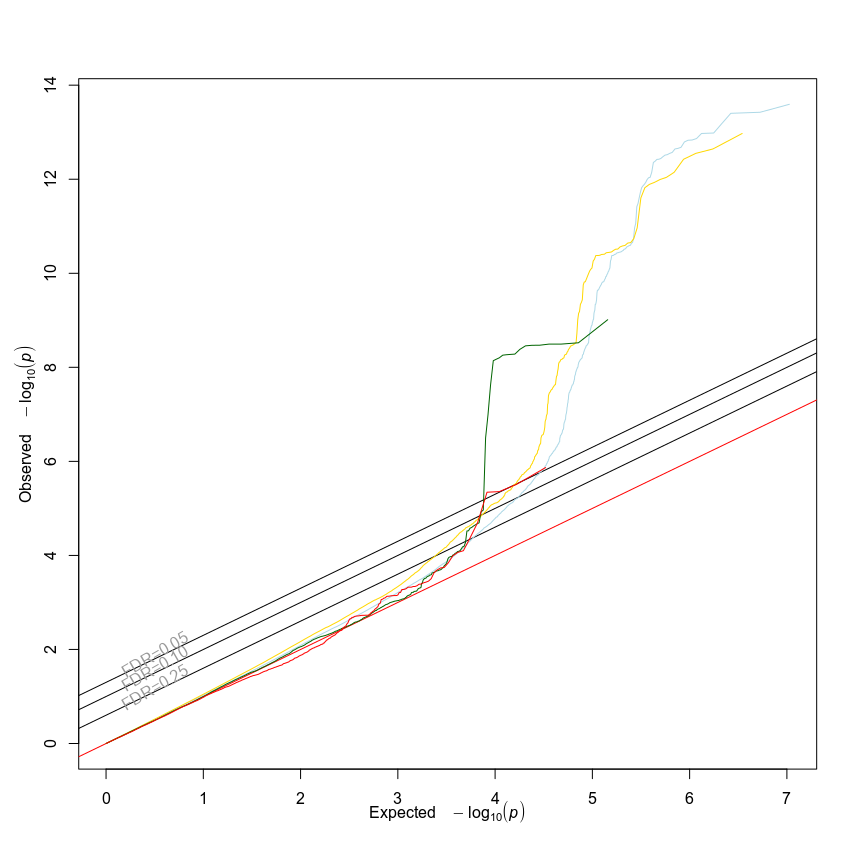 14
12
10
8
6
4
2
0
Observed −log10(p)
FDR=0.05
FDR=0.10
FDR=0.25
0 1 2 3 4 5 6 7
Expected −log10(p)